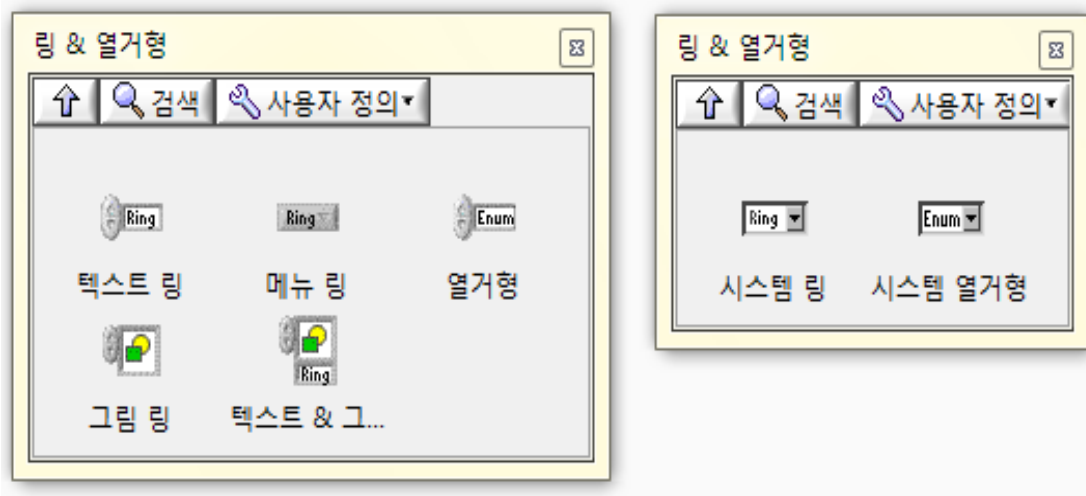 링 & 열거형
검색 사용자 정의
Ring Ring Enum
텍스트 링 메뉴 링 열거형
Ring
그림 링 텍스트 & 그...
링 & 열거형
검색 사용자 정의
Ring Enum
시스템 링 시스템 열거형